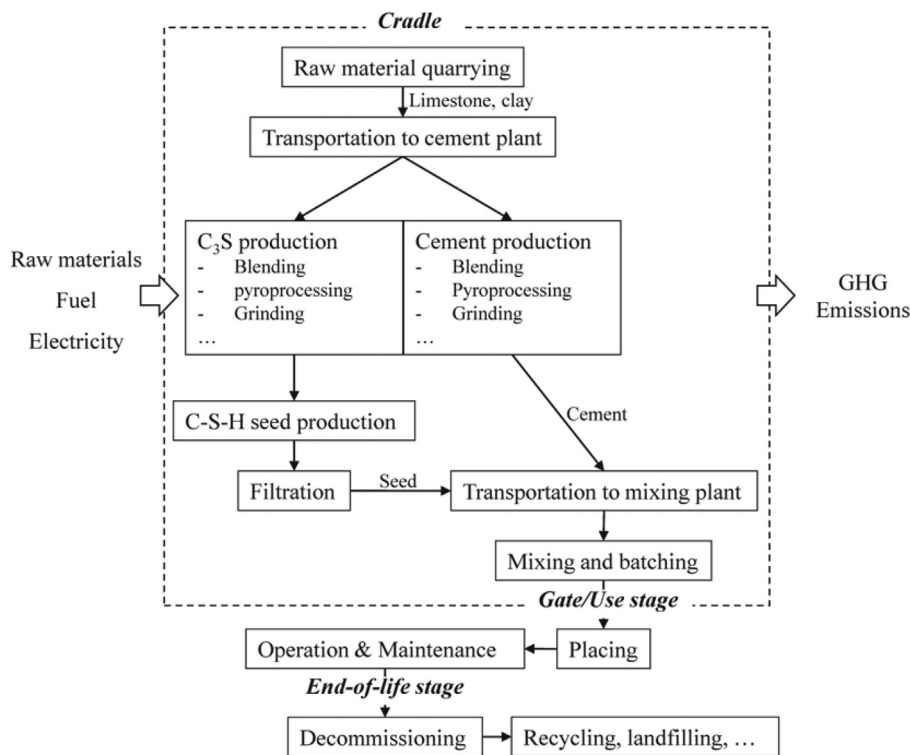 Cradle
Raw material quarrying
Limestone, clay
Transportation to cement plant
C₃S production
- Blending
- pyroprocessing
- Grinding
…
Cement production
- Blending
- Pyroprocessing
- Grinding
…
Raw materials
Fuel
Electricity
GHG
Emissions
C-S-H seed production
Cement
Filtration
Seed
Transportation to mixing plant
Mixing and batching
Gate/Use stage
Operation & Maintenance
Placing
End-of-life stage
Decommissioning
Recycling, landfilling, …